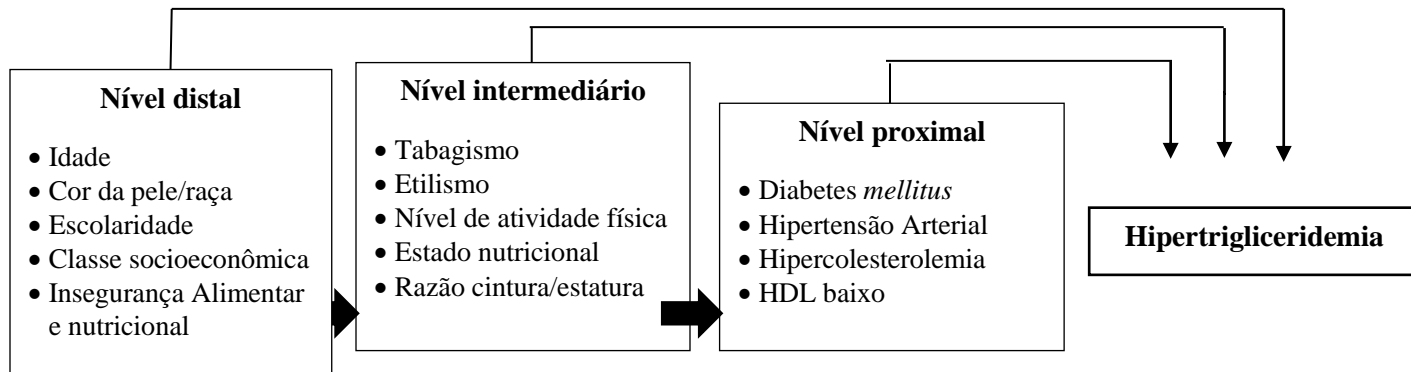 Nível distal
• Idade
• Cor da pele/raça
• Escolaridade
• Classe socioeconômica
• Insegurança Alimentar
e nutricional
Nível intermediário
• Tabagismo
• Etilismo
• Nível de atividade física
• Estado nutricional
• Razão cintura/estatura
Nível proximal
• Diabetes mellitus
• Hipertensão Arterial
• Hipercolesterolemia
• HDL baixo
Hipertrigliceridemia